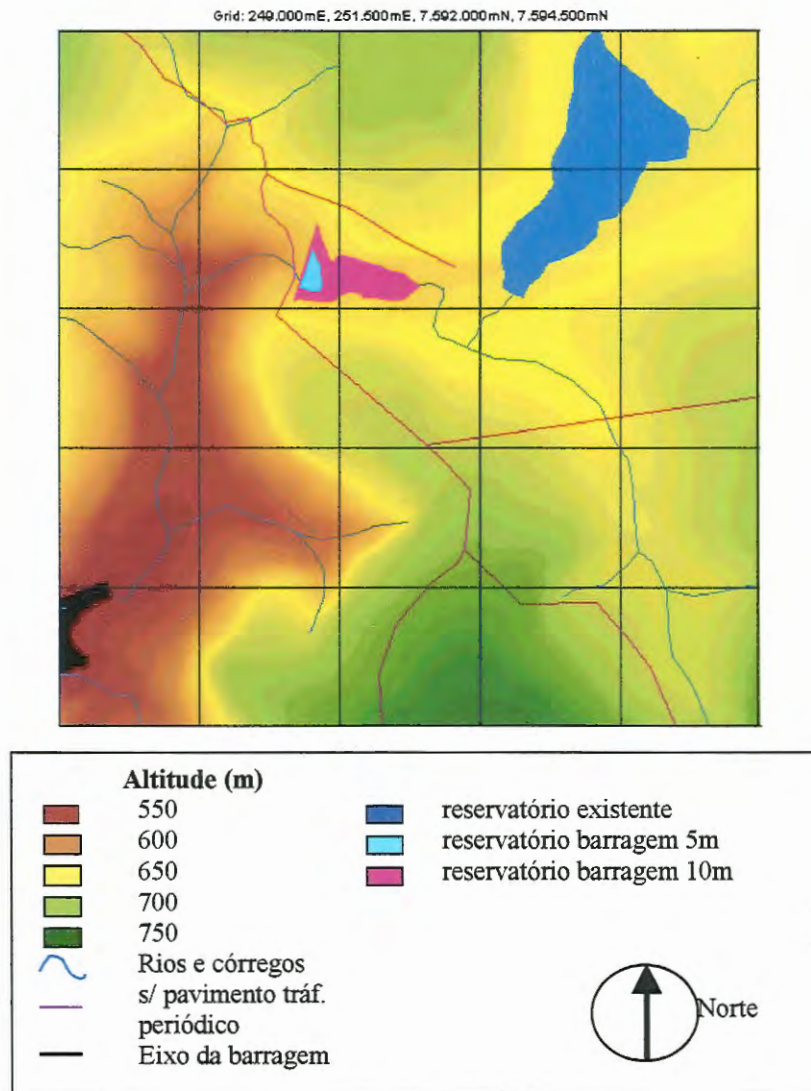 Grid: 249.000mE, 251.500mE, 7.592.000mN, 7.594.500mN
Altitude (m)
550
600
650
700
750
Rios e córregos
s/ pavimento tráf.
periódico
Eixo da barragem
reservatório existente
reservatório barragem 5m
reservatório barragem 10m
Norte